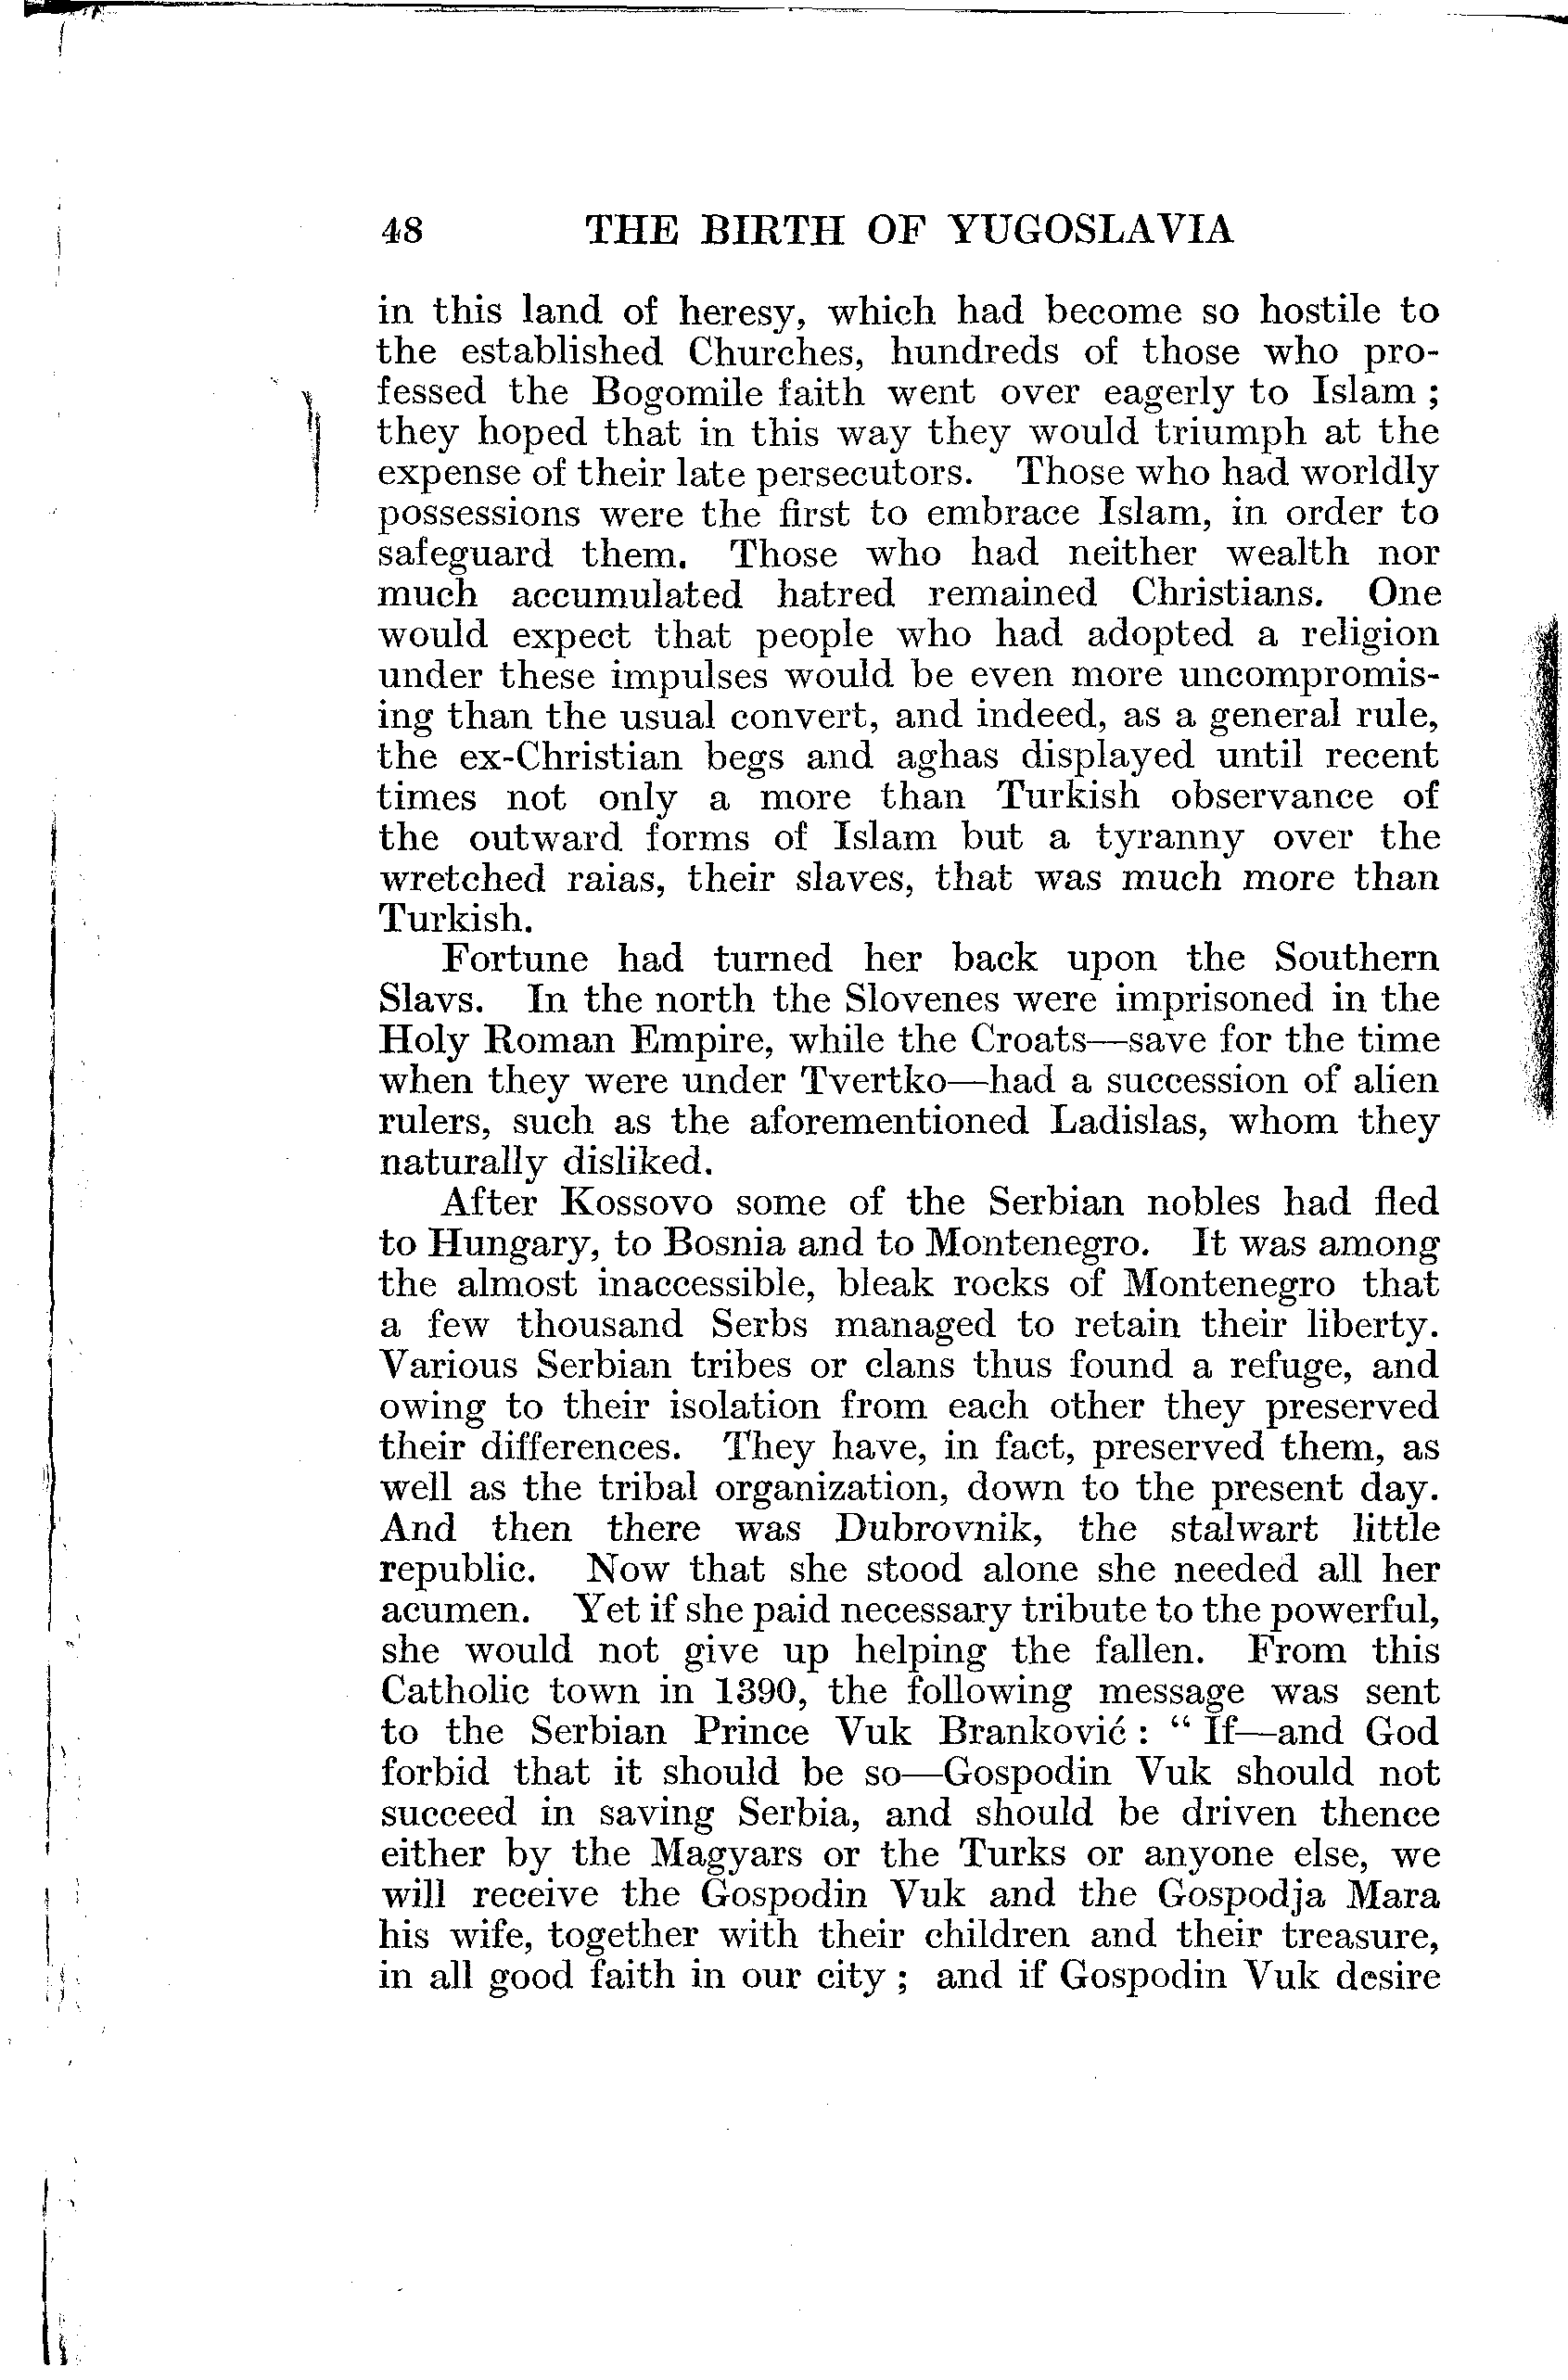 48 THE BIRTH OF YUGOSLAVIA
in this land of heresy, which had become so hostile to
the established Churches, hundreds of those who pro-
fessed the Bogomile faith went over eagerly to Islam ;
they hoped that in this way they would triumph at the
expense of their late persecutors. Those who had worldly
possessions were the first to embrace Islam, in order to
safeguard them. Those who had neither wealth nor
much accumulated hatred remained Christians. One
would expect that people who had adopted a religion
under these impulses would be even more uncompromis-
ing than the usual convert, and indeed, as a general rule,
the ex-Christian begs and aghas displayed until recent
times not only a more than Turkish observance of
the outward forms of Islam but a tyranny over the
wretched raias, their slaves, that was much more than
Turkish.
Fortune had turned her back upon the Southern
Slavs. In the north the Slovenes were imprisoned in the
Holy Roman Empire, while the Croats—save for the time
when they were under Tvertko—had a succession of alien
rulers, such as the aforementioned Ladislas, whom they
naturally disliked.
After Kossovo some of the Serbian nobles had fled
to Hungary, to Bosnia and to Montenegro. It was among
the almost inaccessible, bleak rocks of Montenegro that
a few thousand Serbs managed to retain their liberty.
Various Serbian tribes or clans thus found a refuge, and
owing to their isolation from each other they preserved
their differences. They have, in fact, preserved them, as
well as the tribal organization, down to the present day.
And then there was Dubrovnik, the stalwart little
republic. Now that she stood alone she needed all her
acumen. Yet if she paid necessary tribute to the powerful,
she would not give up helping the fallen. From this
Catholic town in 1390, the following message was sent
to the Serbian Prince Vuk Branković : “ If—and God
forbid that it should be so—Gospodin Vuk should not
succeed in saving Serbia, and should be driven thence
either by the Magyars or the Turks or anyone else, we
will receive the Gospodin Vuk and the Gospodja Mara
his wife, together with their children and their treasure,
in all good faith in our city ; and if Gospodin Vuk desire